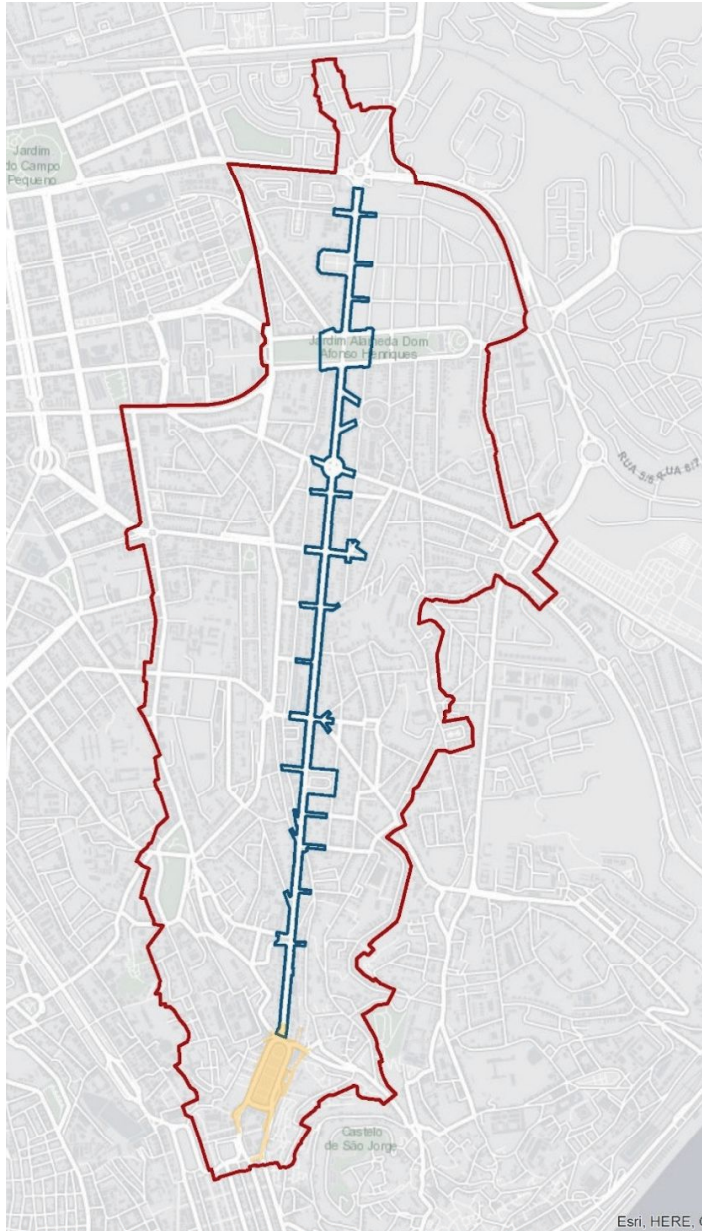 Jardim
do Campo
Pequeno
Jardim Alameda Dom
Afonso Henriques
Castelo
de São Jorge
Esri, HERE,